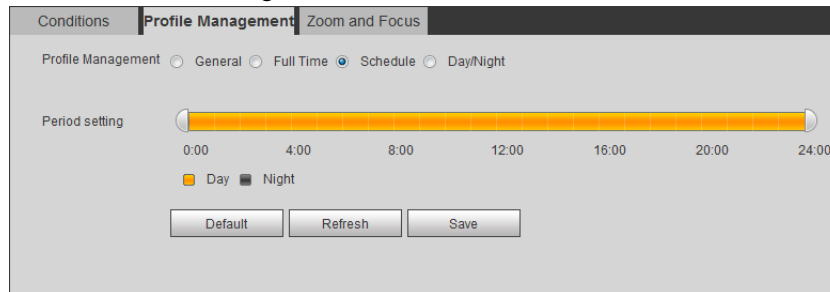 Conditions Profile Management Zoom and Focus
Profile Management General Full Time Schedule Day/Night
Period setting
0:00 4:00 8:00 12:00 16:00 20:00 24:00
Day Night
Default Refresh Save